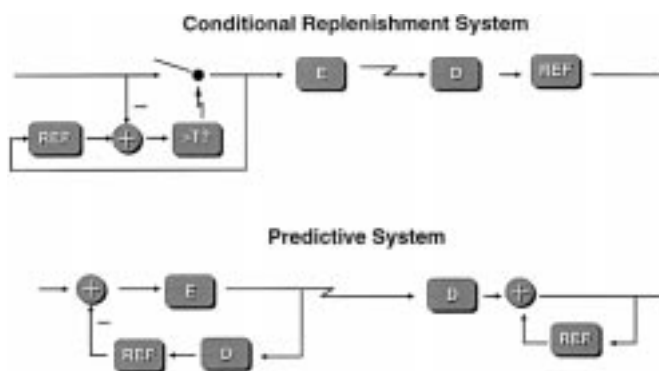 Conditional Replenishment System
E
D
REF
−
REF
+
>T?
Predictive System
+
E
D
+
−
REF
D
REF